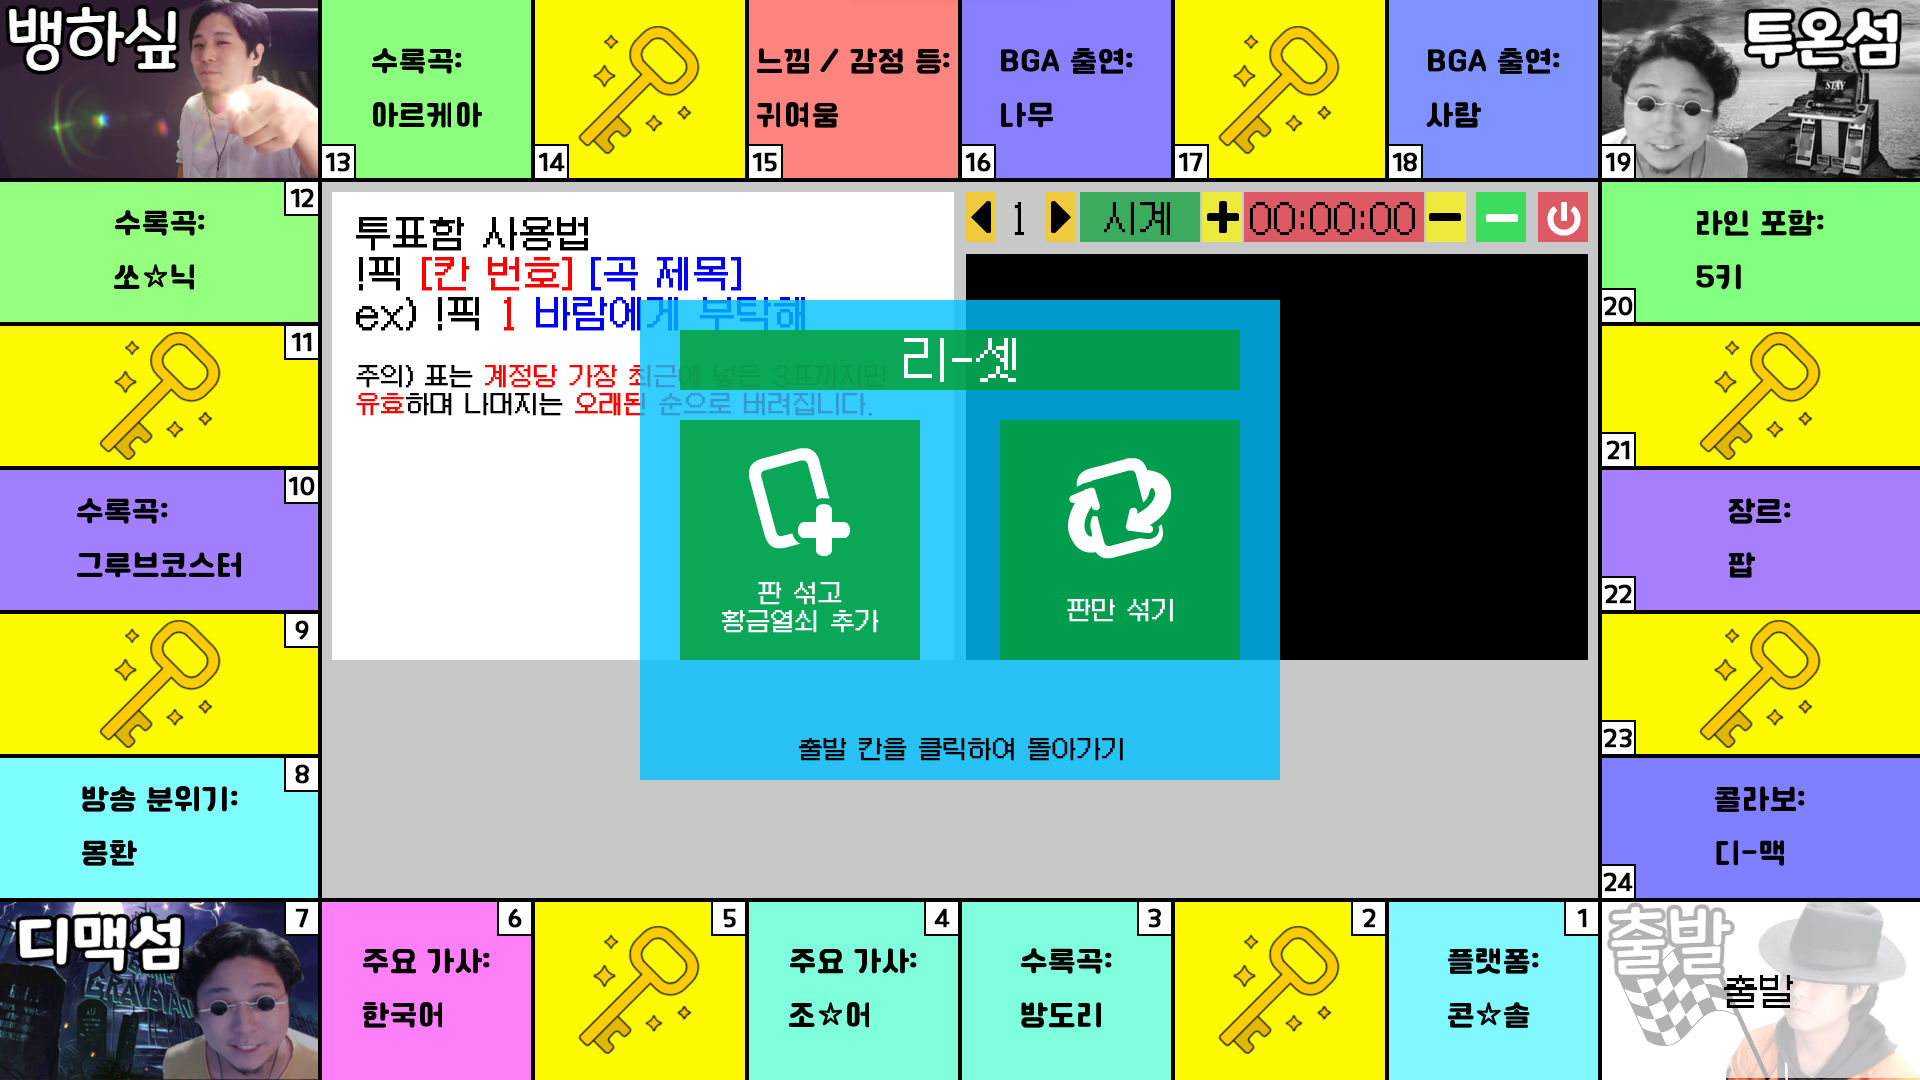 뱅하싶
수록곡:
아르케아
13
14
느낌 / 감정 등:
귀여움
15
BGA 출연:
나무
16
17
BGA 출연:
사람
18
투온섬
STAY
19
12
수록곡:
쏘☆닉
11
10
수록곡:
그루브코스터
9
8
방송 분위기:
몽환
투표함 사용법
!픽 [칸 번호] [곡 제목]
ex) !픽 1 바람에게 부탁해
주의) 표는 계정당 가장 최근에 넣은 3표까지만
유효하며 나머지는 오래된 순으로 버려집니다.
1
시계
00:00:00
리-셋
판 섞고
황금열쇠 추가
판만 섞기
출발 칸을 클릭하여 돌아가기
라인 포함:
5키
20
21
장르:
팝
22
23
콜라보:
디-맥
24
디맥섬
GRAVEYARD
7
6
주요 가사:
한국어
5
4
주요 가사:
조☆어
3
수록곡:
방도리
2
1
플랫폼:
콘☆솔
출발
출발